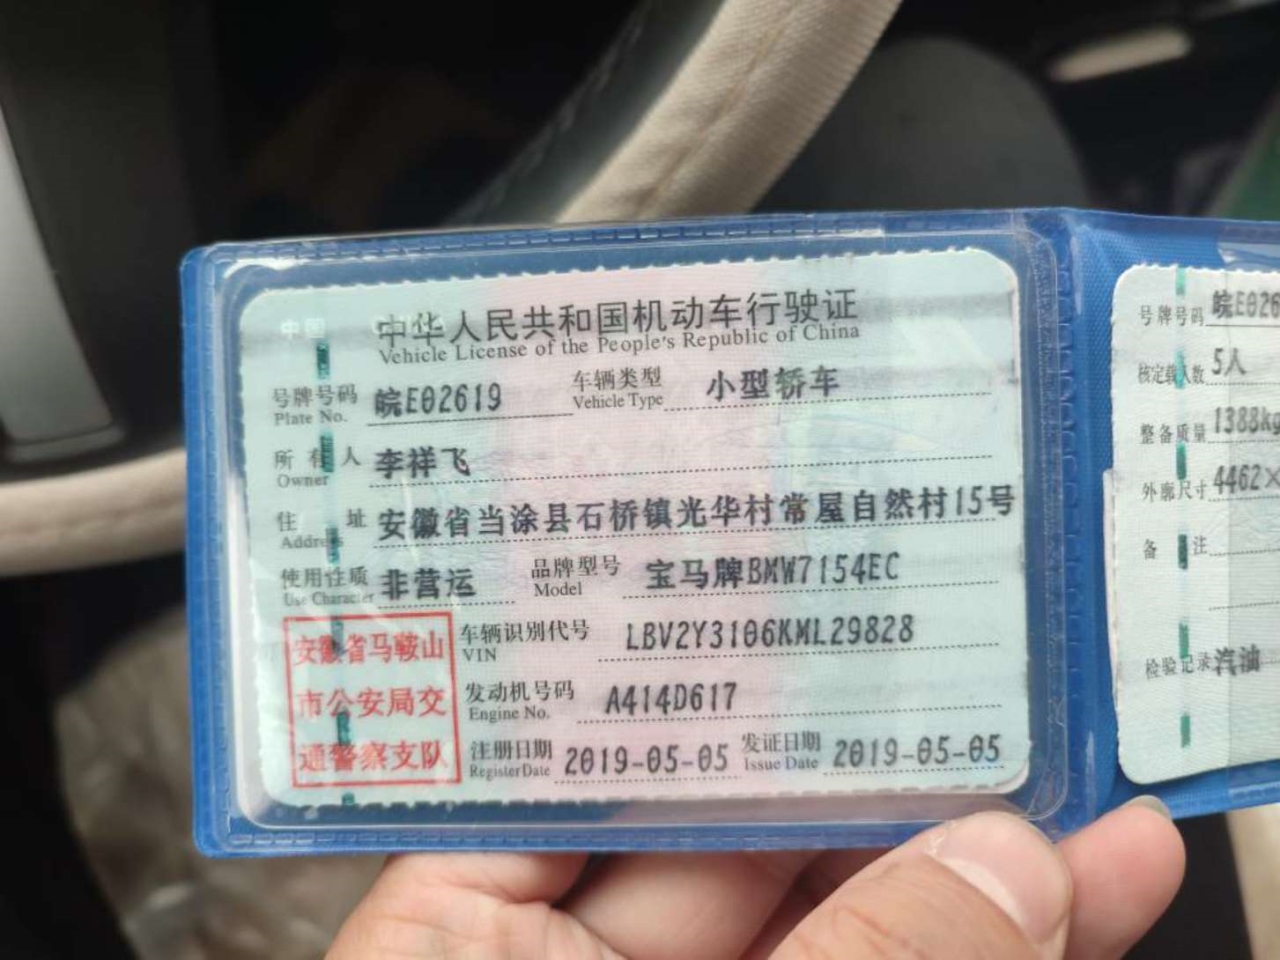 中华人民共和国机动车行驶证
Vehicle License of the People's Republic of China
号牌号码 皖E02619 车辆类型 小型轿车
Plate No. Vehicle Type
所有人 李祥飞
Owner
住址 安徽省当涂县石桥镇光华村常屋自然村15号
Address
使用性质 非营运 品牌型号 宝马牌BMW7154EC
Use Character Model
安徽省马鞍山
市公安局交
通警察支队
车辆识别代号 LBV2Y3106KML29828
VIN
发动机号码 A414D617
Engine No.
注册日期 2019-05-05 发证日期 2019-05-05
Register Date Issue Date
号牌号码 皖E026
核定载人数 5人
整备质量 1388kg
外廓尺寸 4462×
备注
检验记录 汽油